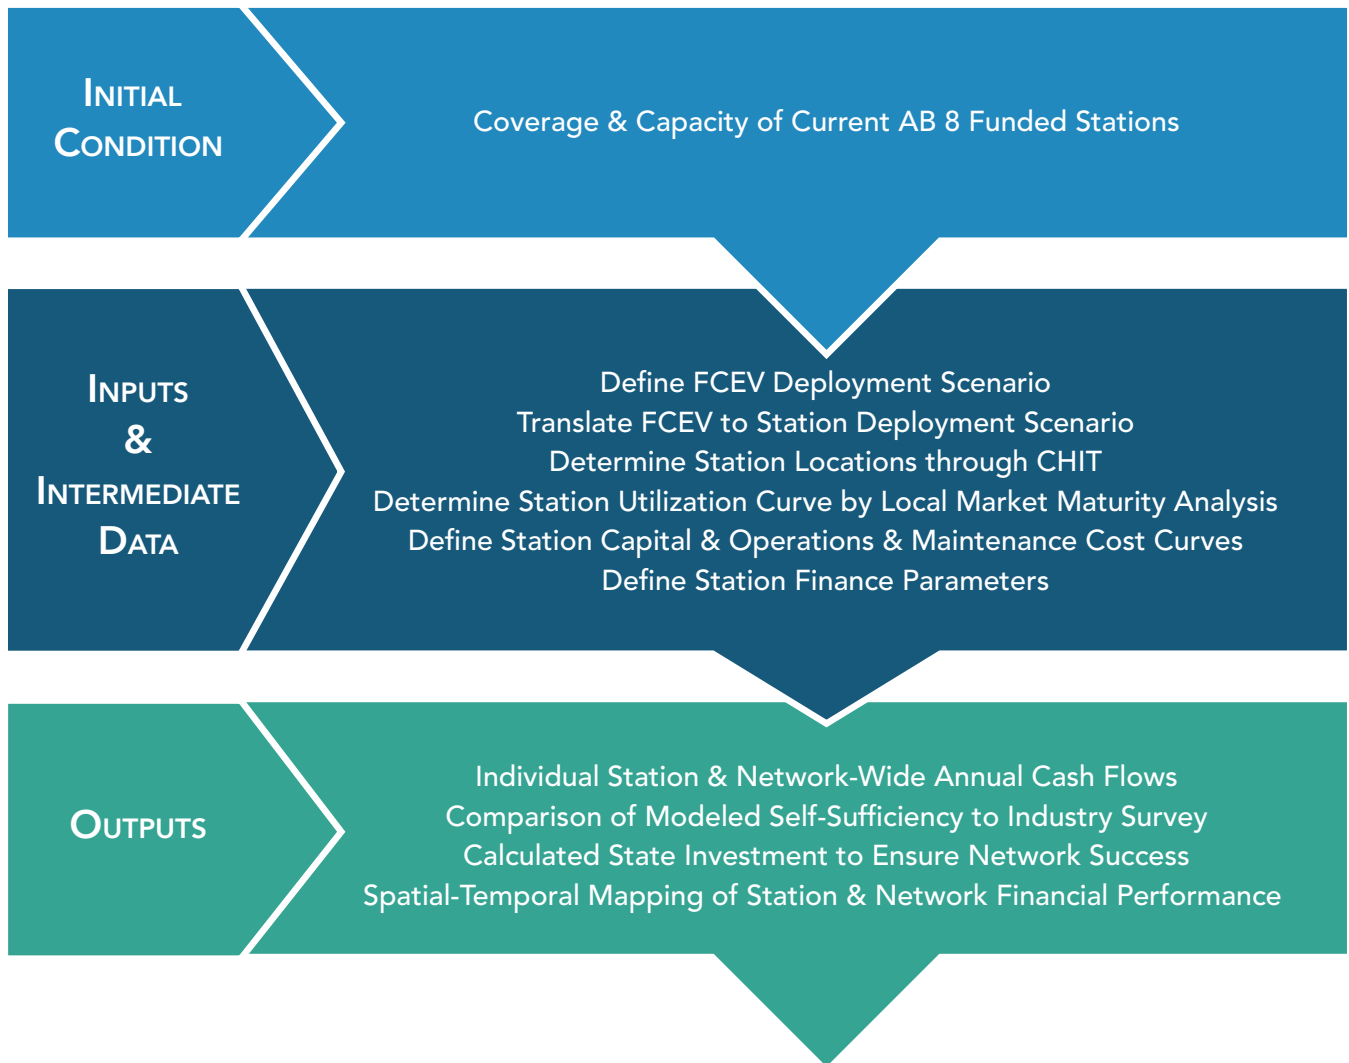 Initial
Condition
Coverage & Capacity of Current AB 8 Funded Stations
Inputs
&
Intermediate
Data
Define FCEV Deployment Scenario
Translate FCEV to Station Deployment Scenario
Determine Station Locations through CHIT
Determine Station Utilization Curve by Local Market Maturity Analysis
Define Station Capital & Operations & Maintenance Cost Curves
Define Station Finance Parameters
Outputs
Individual Station & Network-Wide Annual Cash Flows
Comparison of Modeled Self-Sufficiency to Industry Survey
Calculated State Investment to Ensure Network Success
Spatial-Temporal Mapping of Station & Network Financial Performance